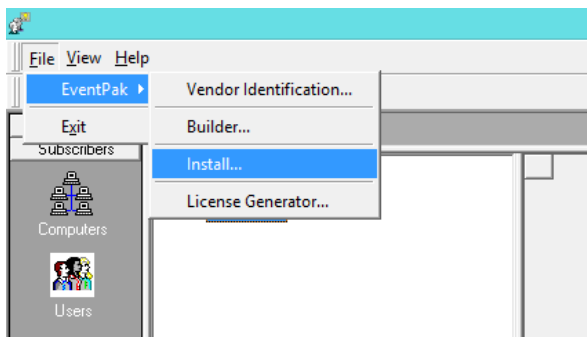 File View Help
EventPak
Vendor Identification...
Exit
Builder...
Subscribers
Install...
License Generator...
Computers
Users